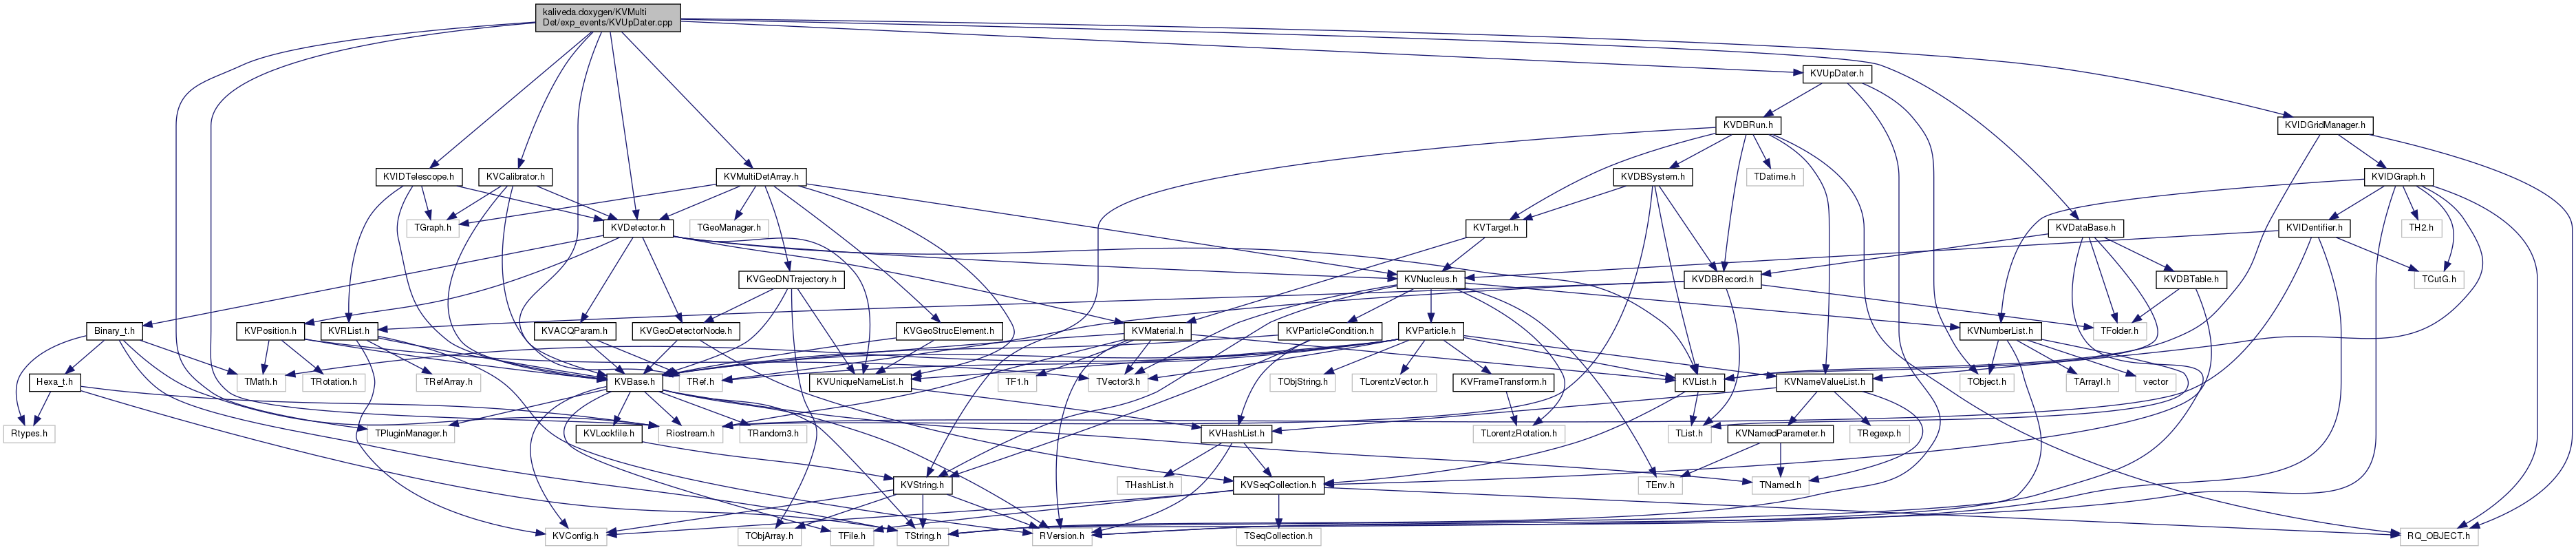 kaliveda.doxygen/KVMulti
Det/exp_events/KVUpDater.cpp
KVUpDater.h
KVDBRun.h
KVIDGridManager.h
KVIDTelescope.h
KVCalibrator.h
KVMultiDetArray.h
KVDBSystem.h
TDatime.h
KVIDGraph.h
TGraph.h
KVDetector.h
TGeoManager.h
KVTarget.h
KVDataBase.h
KVIDentifier.h
TH2.h
KVGeoDNTrajectory.h
KVNucleus.h
KVDBRecord.h
KVDBTable.h
TCutG.h
Binary_t.h
KVPosition.h
KVRList.h
KVACQParam.h
KVGeoDetectorNode.h
KVGeoStrucElement.h
KVMaterial.h
KVParticleCondition.h
KVParticle.h
KVNumberList.h
TFolder.h
Hexa_t.h
TMath.h
TRotation.h
TRefArray.h
KVBase.h
TRef.h
KVUniqueNameList.h
TF1.h
TVector3.h
TObjString.h
TLorentzVector.h
KVFrameTransform.h
KVList.h
KVNameValueList.h
TObject.h
TArrayI.h
vector
Rtypes.h
TPluginManager.h
KVLockfile.h
Riostream.h
TRandom3.h
KVHashList.h
TLorentzRotation.h
TList.h
KVNamedParameter.h
TRegexp.h
KVString.h
THashList.h
KVSeqCollection.h
TEnv.h
TNamed.h
KVConfig.h
TObjArray.h
TFile.h
TString.h
RVersion.h
TSeqCollection.h
RQ_OBJECT.h